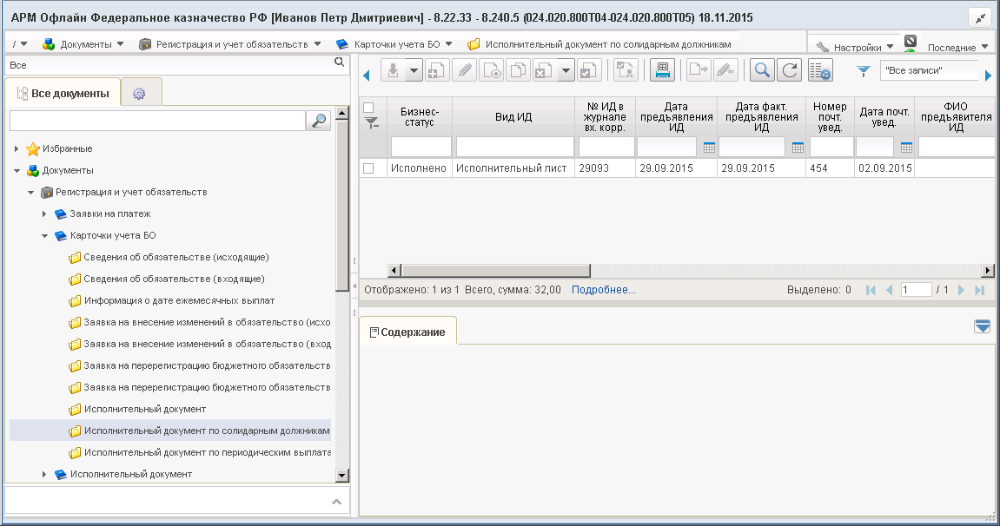 АРМ Офлайн Федеральное казначество РФ [Иванов Петр Дмитриевич] - 8.22.33 - 8.240.5 (024.020.800T04-024.020.800T05) 18.11.2015
/ Документы Регистрация и учет обязательств Карточки учета БО Исполнительный документ по солидарным должникам Настройки Последние
Все
"Все записи"
Все документы
Избранные
Документы
Регистрация и учет обязательств
Заявки на платеж
Карточки учета БО
Сведения об обязательстве (исходящие)
Сведения об обязательстве (входящие)
Информация о дате ежемесячных выплат
Заявка на внесение изменений в обязательство (исхо
Заявка на внесение изменений в обязательство (вход
Заявка на перерегистрацию бюджетного обязательств
Заявка на перерегистрацию бюджетного обязательств
Исполнительный документ
Исполнительный документ по солидарным должникам
Исполнительный документ по периодическим выплата
Исполнительный документ
Бизнес-
статус
Вид ИД
№ ИД в
журнале
вх. корр.
Дата
предъявления
ИД
Дата факт.
предъявления
ИД
Номер
почт.
увед.
Дата почт.
увед.
ФИО
предъявителя
ИД
Исполнено Исполнительный лист 29093 29.09.2015 29.09.2015 454 02.09.2015
Отображено: 1 из 1 Всего, сумма: 32,00 Подробнее... Выделено: 0 1 / 1
Содержание